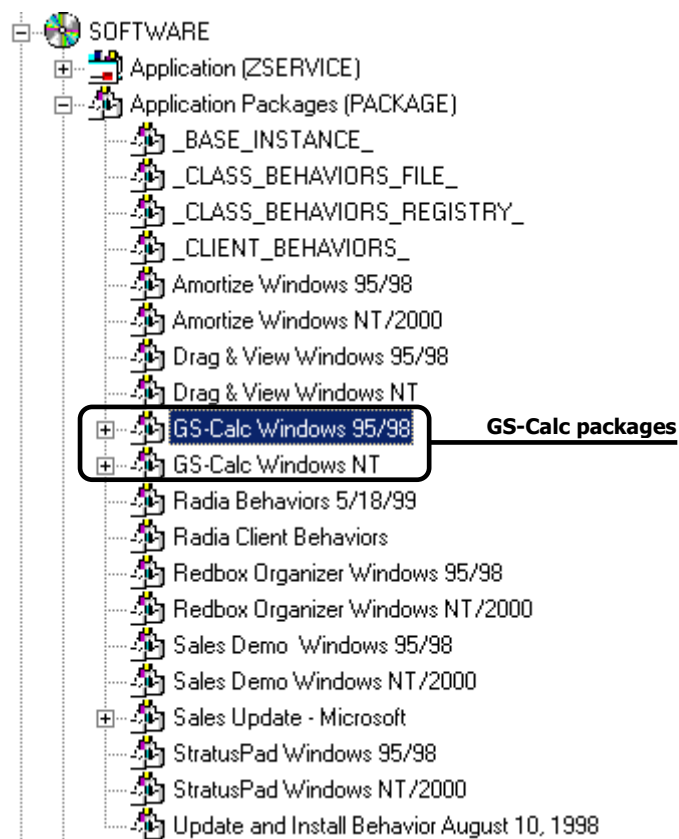 SOFTWARE
Application (ZSERVICE)
Application Packages (PACKAGE)
_BASE_INSTANCE_
_CLASS_BEHAVIORS_FILE_
_CLASS_BEHAVIORS_REGISTRY_
_CLIENT_BEHAVIORS_
Amortize Windows 95/98
Amortize Windows NT/2000
Drag & View Windows 95/98
Drag & View Windows NT
GS-Calc Windows 95/98 GS-Calc packages
GS-Calc Windows NT
Radia Behaviors 5/18/99
Radia Client Behaviors
Redbox Organizer Windows 95/98
Redbox Organizer Windows NT/2000
Sales Demo  Windows 95/98
Sales Demo Windows NT/2000
Sales Update - Microsoft
StratusPad Windows 95/98
StratusPad Windows NT/2000
Update and Install Behavior August 10, 1998